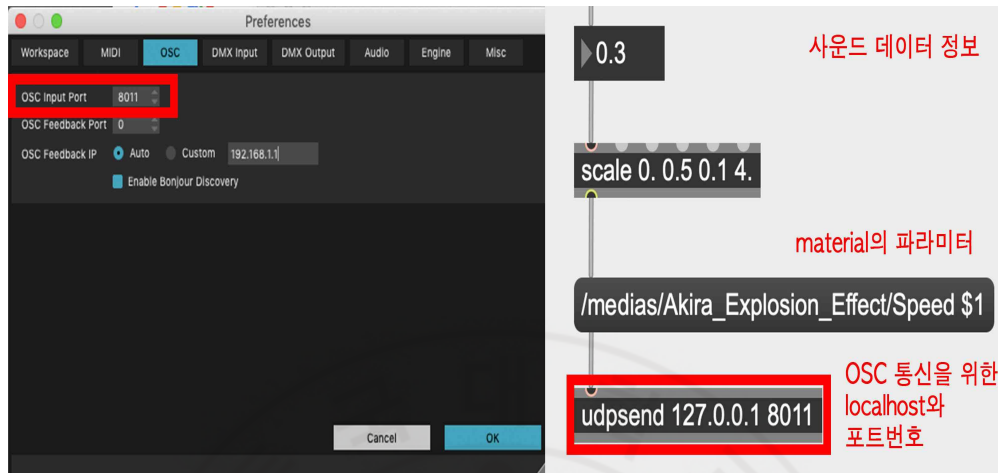 Preferences
Workspace MIDI OSC DMX Input DMX Output Audio Engine Misc
OSC Input Port 8011
OSC Feedback Port 0
OSC Feedback IP Auto Custom 192.168.1.1
Enable Bonjour Discovery
Cancel OK
0.3
사운드 데이터 정보
scale 0. 0.5 0.1 4.
material의 파라미터
/medias/Akira_Explosion_Effect/Speed $1
udpsend 127.0.0.1 8011
OSC 통신을 위한
localhost와
포트번호